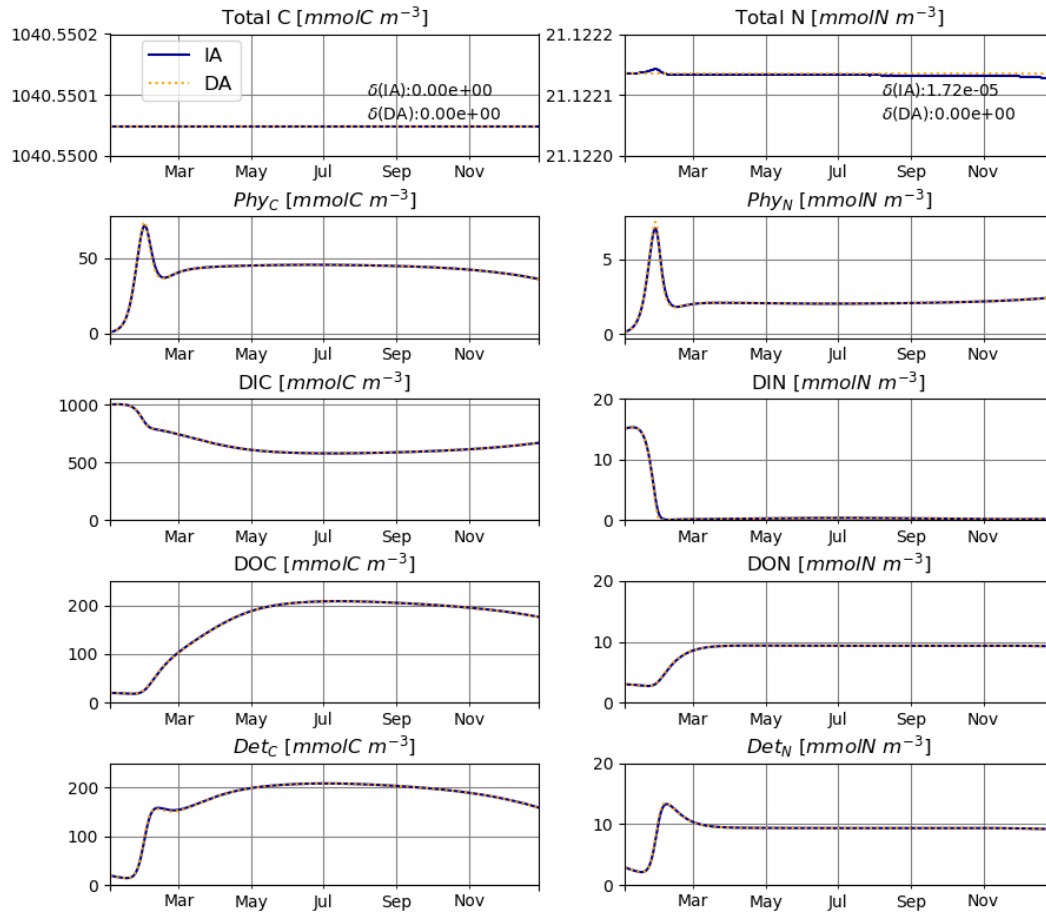 Total C [mmolC m⁻³]
Total N [mmolN m⁻³]
1040.5502
1040.5501
1040.5500
IA
DA
δ(IA):0.00e+00
δ(DA):0.00e+00
Mar May Jul Sep Nov
21.1222
21.1221
21.1220
δ(IA):1.72e-05
δ(DA):0.00e+00
Mar May Jul Sep Nov
Phy_C [mmolC m⁻³]
50
0
Mar May Jul Sep Nov
Phy_N [mmolN m⁻³]
5
0
Mar May Jul Sep Nov
DIC [mmolC m⁻³]
1000
500
0
Mar May Jul Sep Nov
DIN [mmolN m⁻³]
20
10
0
Mar May Jul Sep Nov
DOC [mmolC m⁻³]
200
100
0
Mar May Jul Sep Nov
DON [mmolN m⁻³]
20
10
0
Mar May Jul Sep Nov
Det_C [mmolC m⁻³]
200
100
0
Mar May Jul Sep Nov
Det_N [mmolN m⁻³]
20
10
0
Mar May Jul Sep Nov